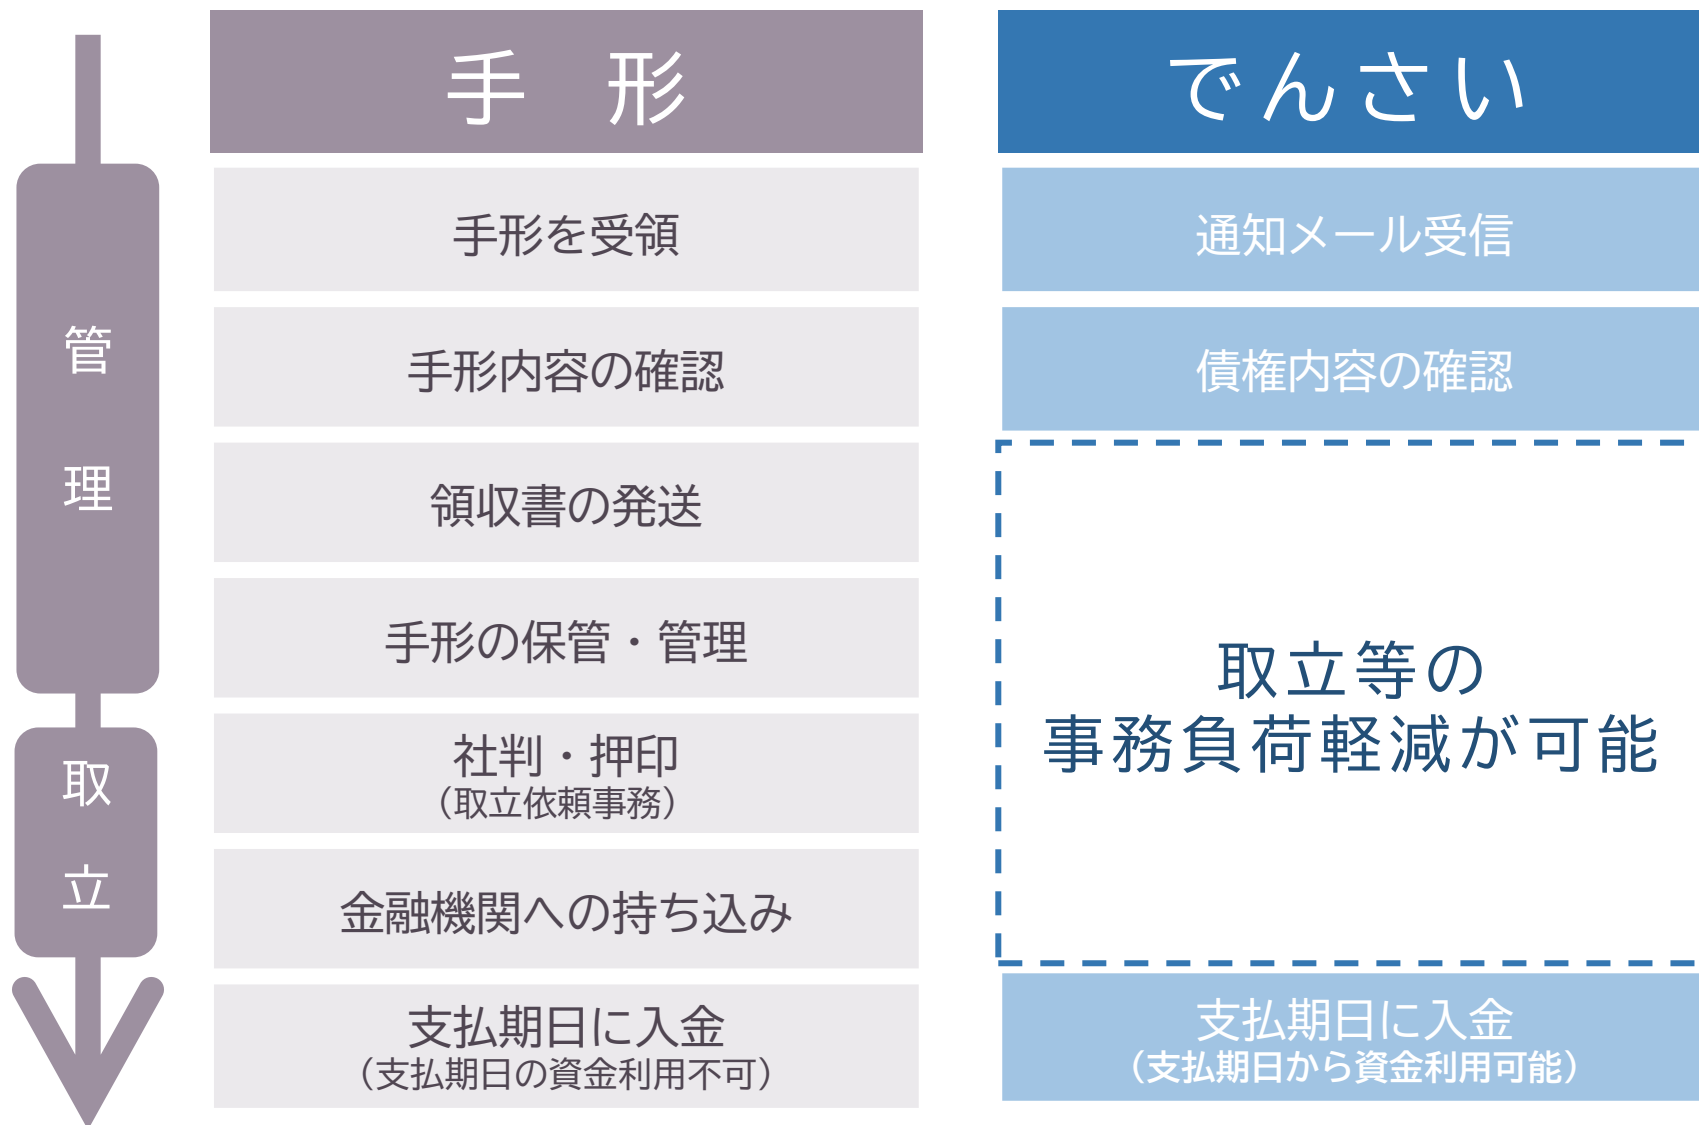 手 形
でんさい
管理
取立
手形を受領
手形内容の確認
領収書の発送
手形の保管・管理
社判・押印
（取立依頼事務）
金融機関への持ち込み
支払期日に入金
（支払期日の資金利用不可）
通知メール受信
債権内容の確認
取立等の
事務負荷軽減が可能
支払期日に入金
（支払期日から資金利用可能）